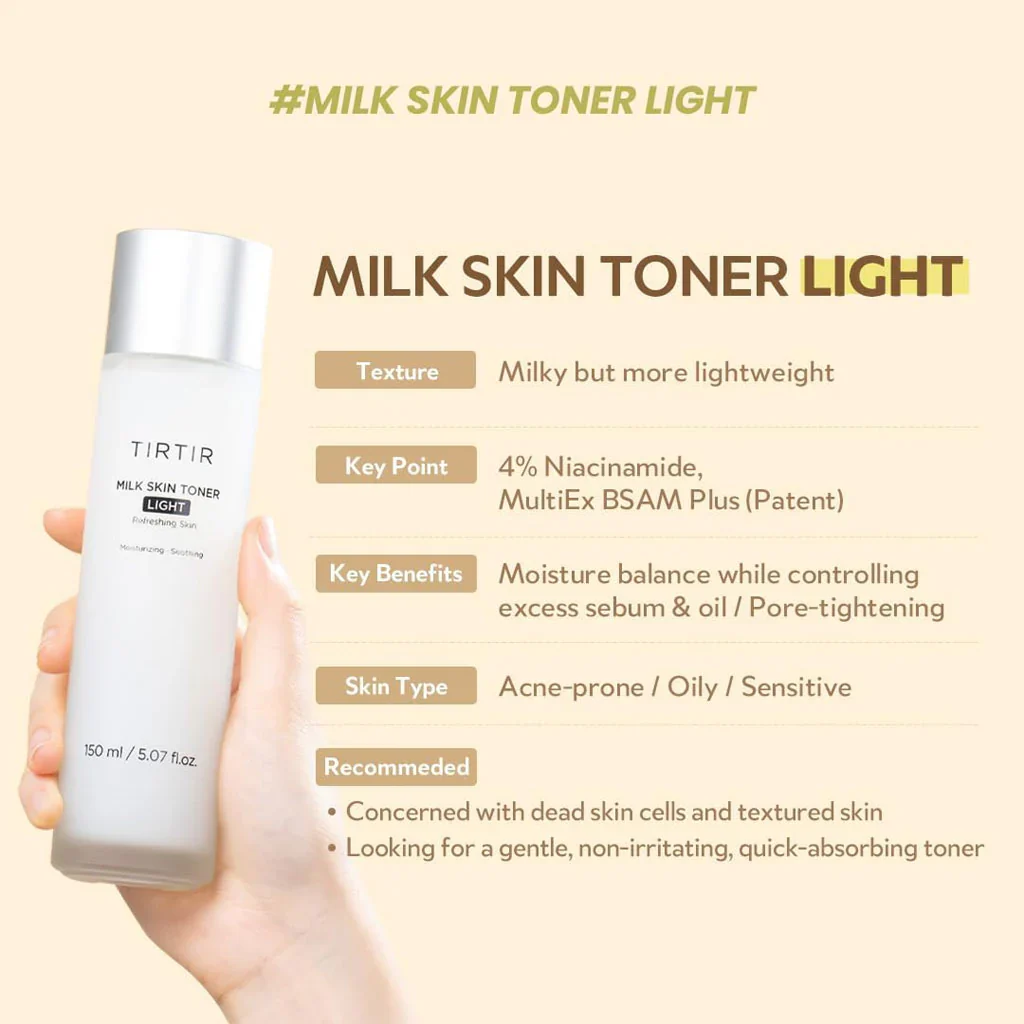 #MILK SKIN TONER LIGHT
MILK SKIN TONER LIGHT
Texture
Milky but more lightweight
Key Point
4% Niacinamide,
MultiEx BSAM Plus (Patent)
Key Benefits
Moisture balance while controlling
excess sebum & oil / Pore-tightening
Skin Type
Acne-prone / Oily / Sensitive
Recommeded
• Concerned with dead skin cells and textured skin
• Looking for a gentle, non-irritating, quick-absorbing toner
TIRTIR
MILK SKIN TONER
LIGHT
Refreshing Skin
Moisturizing · Soothing
150 ml / 5.07 fl.oz.